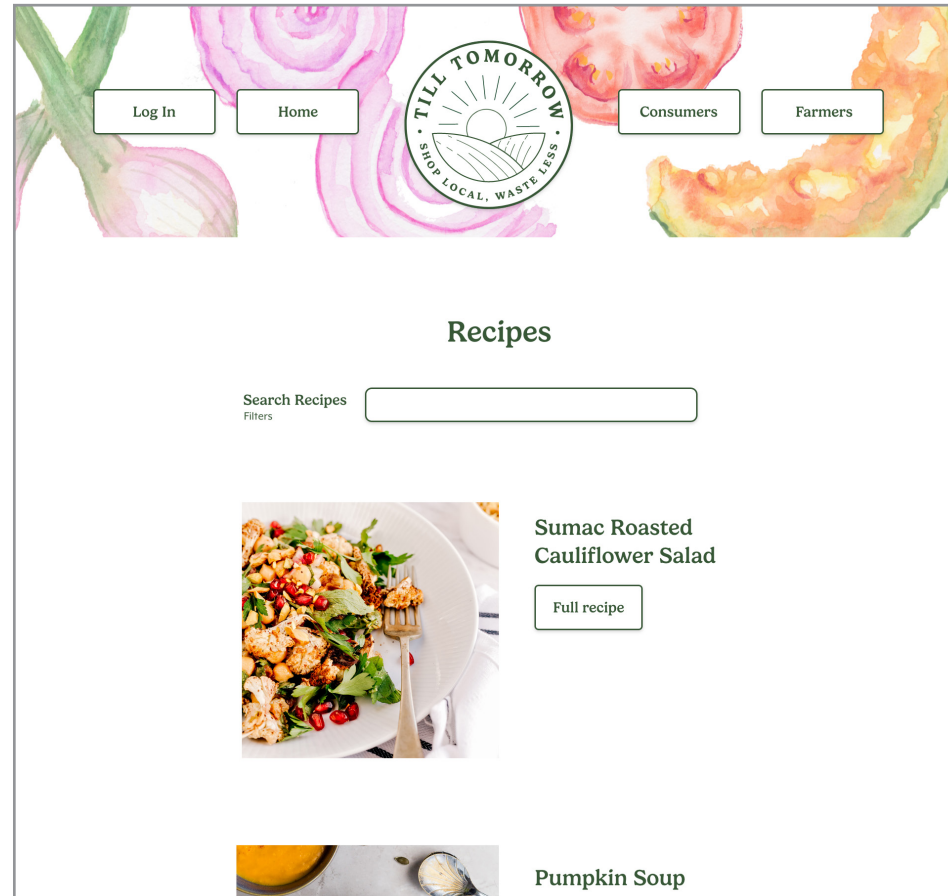 Log In
Home
TILL TOMORROW
SHOP LOCAL, WASTE LESS
Consumers
Farmers
Recipes
Search Recipes
Filters
Sumac Roasted
Cauliflower Salad
Full recipe
Pumpkin Soup